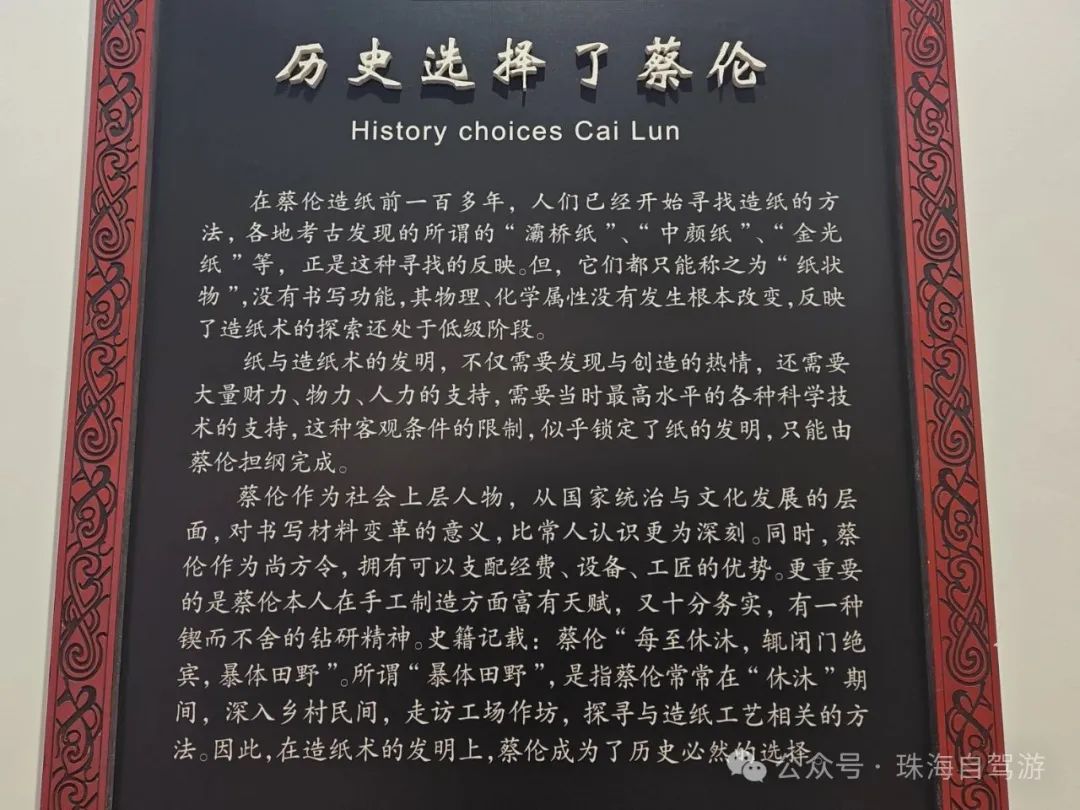 历史选择了蔡伦
History choices Cai Lun
在蔡伦造纸前一百多年，人们已经开始寻找造纸的方
法，各地考古发现的所谓的“灞桥纸”、“中颜纸”、“金光
纸”等，正是这种寻找的反映。但，它们都只能称之为“纸状
物”，没有书写功能，其物理、化学属性没有发生根本改变，反映
了造纸术的探索还处于低级阶段。
纸与造纸术的发明，不仅需要发现与创造的热情，还需要
大量财力、物力、人力的支持，需要当时最高水平的各种科学技
术的支持，这种客观条件的限制，似乎锁定了纸的发明，只能由
蔡伦担纲完成。
蔡伦作为社会上层人物，从国家统治与文化发展的层
面，对书写材料变革的意义，比常人认识更为深刻。同时，蔡
伦作为尚方令，拥有可以支配经费、设备、工匠的优势。更重要
的是蔡伦本人在手工制造方面富有天赋，又十分务实，有一种
锲而不舍的钻研精神。史籍记载：蔡伦“每至休沐，辄闭门绝
宾，暴体田野”。所谓“暴体田野”，是指蔡伦常常在“休沐”期
间，深入乡村民间，走访工场作坊，探寻与造纸工艺相关的方
法。因此，在造纸术的发明上，蔡伦成为了历史必然的选择
公众号·珠海自驾游